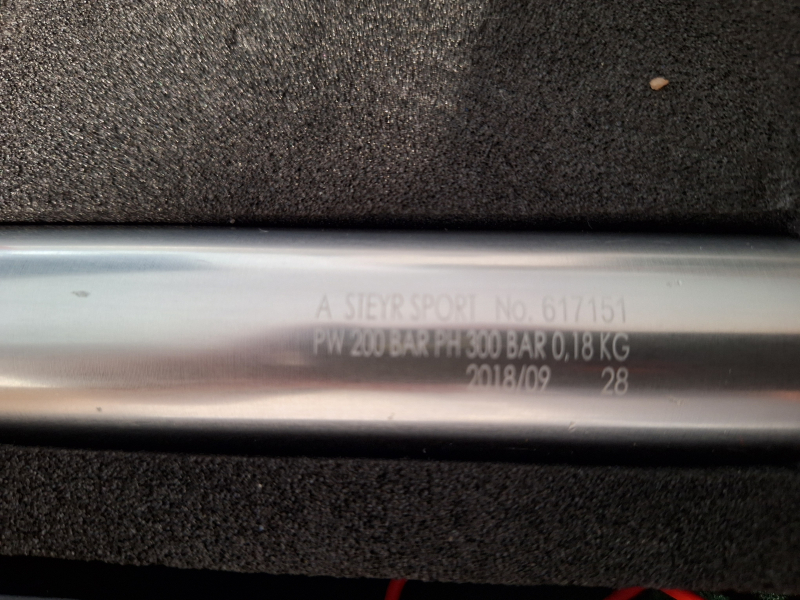 A STEYR SPORT No. 617151
PW 200 BAR PH 300 BAR 0,18 KG
2018/09 28